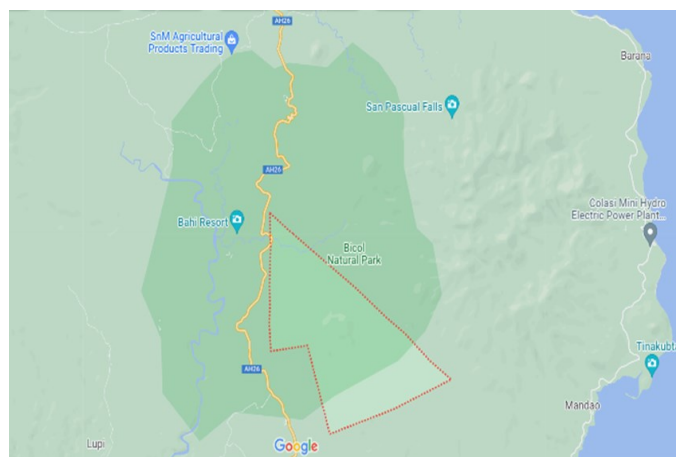 AH26
SnM Agricultural
Products Trading
Barana
San Pascual Falls
AH26
Colasi Mini Hydro
Electric Power Plant...
Bahi Resort
Bicol
Natural Park
Tinakubt
AH26
Mandao
Lupi
Google